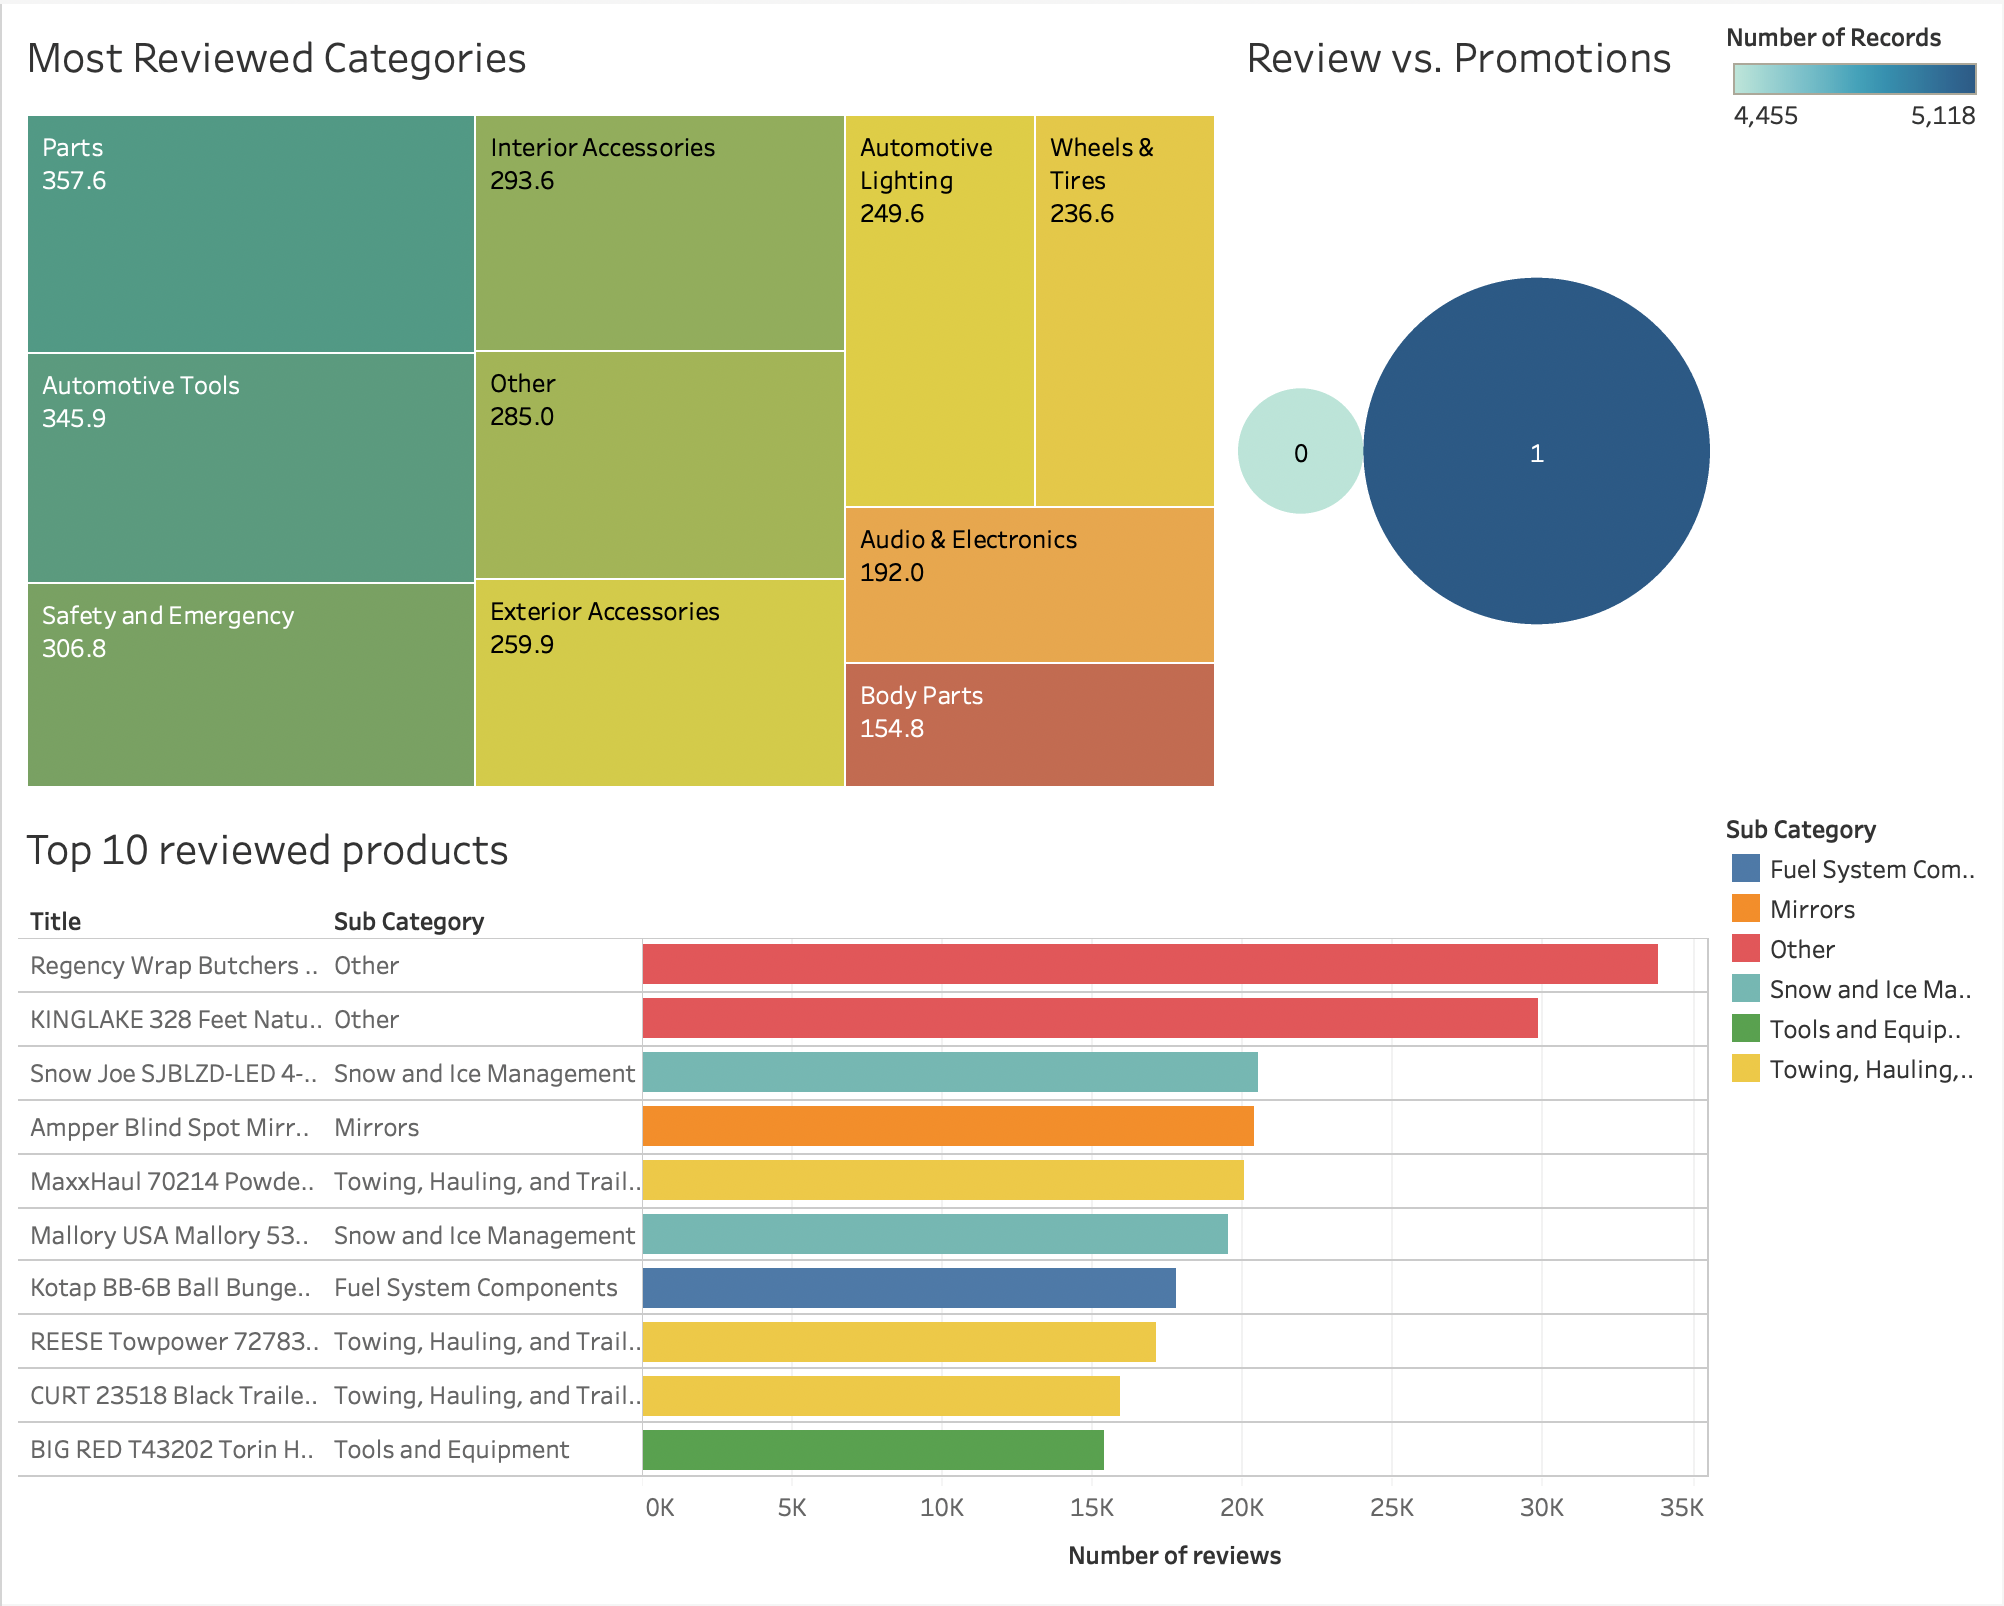 Most Reviewed Categories
Parts
357.6
Automotive Tools
345.9
Safety and Emergency
306.8
Interior Accessories
293.6
Other
285.0
Exterior Accessories
259.9
Automotive
Lighting
249.6
Wheels &
Tires
236.6
Audio & Electronics
192.0
Body Parts
154.8
Review vs. Promotions
0
1
Number of Records
4,455 5,118
Top 10 reviewed products
Title Sub Category
Regency Wrap Butchers .. Other
KINGLAKE 328 Feet Natu.. Other
Snow Joe SJBLZD-LED 4-.. Snow and Ice Management
Ampper Blind Spot Mirr.. Mirrors
MaxxHaul 70214 Powde.. Towing, Hauling, and Trail..
Mallory USA Mallory 53.. Snow and Ice Management
Kotap BB-6B Ball Bunge.. Fuel System Components
REESE Towpower 72783.. Towing, Hauling, and Trail..
CURT 23518 Black Traile.. Towing, Hauling, and Trail..
BIG RED T43202 Torin H.. Tools and Equipment
0K 5K 10K 15K 20K 25K 30K 35K
Number of reviews
Sub Category
Fuel System Com..
Mirrors
Other
Snow and Ice Ma..
Tools and Equip..
Towing, Hauling,..